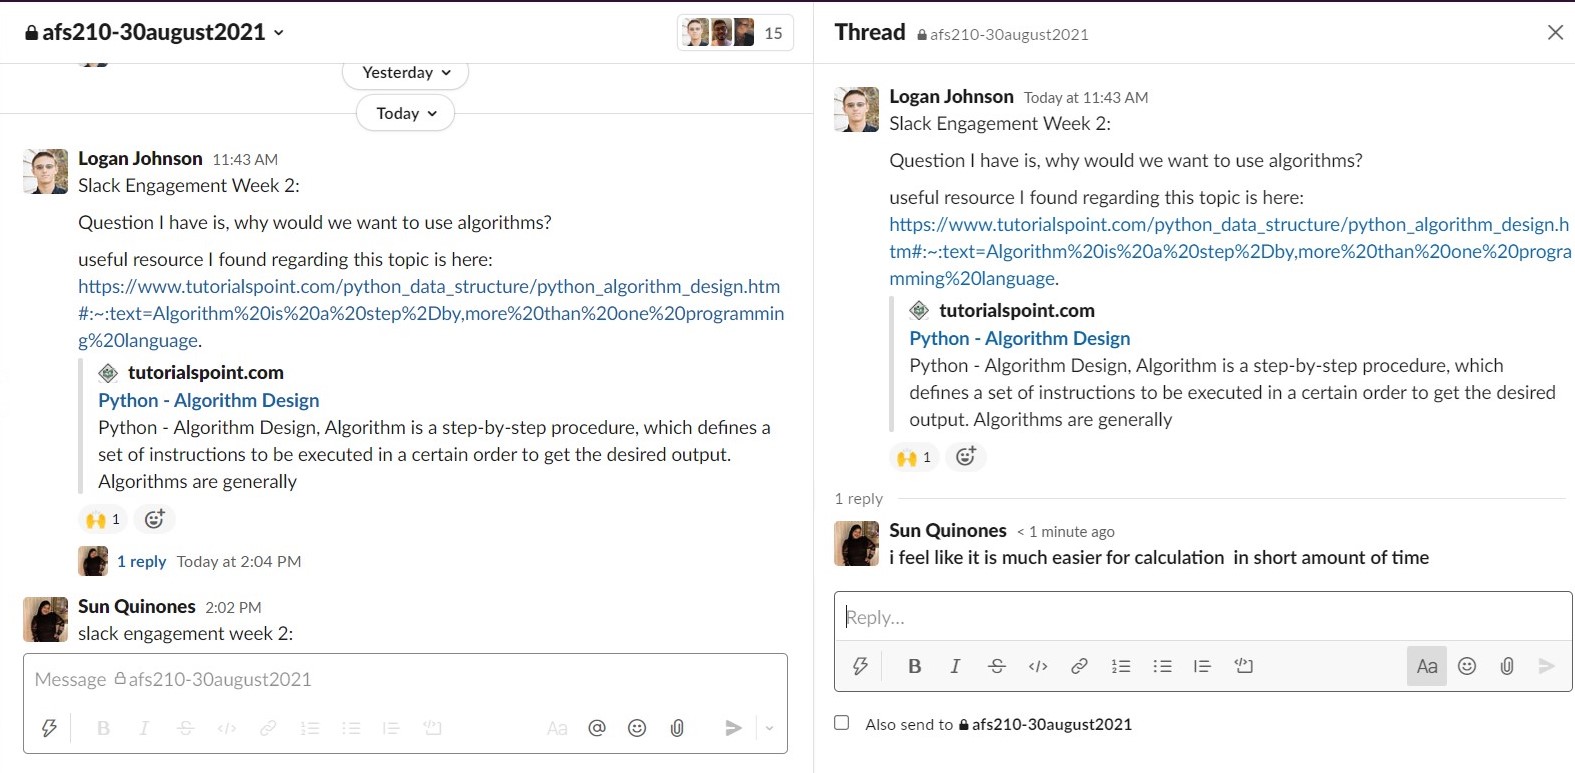 afs210-30august2021
15
Yesterday
Today
Logan Johnson 11:43 AM
Slack Engagement Week 2:
Question I have is, why would we want to use algorithms?
useful resource I found regarding this topic is here:
https://www.tutorialspoint.com/python_data_structure/python_algorithm_design.htm
#:~:text=Algorithm%20is%20a%20step%2Dby,more%20than%20one%20programmin
g%20language.
tutorialspoint.com
Python - Algorithm Design
Python - Algorithm Design, Algorithm is a step-by-step procedure, which defines a
set of instructions to be executed in a certain order to get the desired output.
Algorithms are generally
1
1 reply Today at 2:04 PM
Sun Quinones 2:02 PM
slack engagement week 2:
Message afs210-30august2021
B I S </> Aa @
Thread afs210-30august2021
Logan Johnson Today at 11:43 AM
Slack Engagement Week 2:
Question I have is, why would we want to use algorithms?
useful resource I found regarding this topic is here:
https://www.tutorialspoint.com/python_data_structure/python_algorithm_design.h
tm#:~:text=Algorithm%20is%20a%20step%2Dby,more%20than%20one%20progra
mming%20language.
tutorialspoint.com
Python - Algorithm Design
Python - Algorithm Design, Algorithm is a step-by-step procedure, which
defines a set of instructions to be executed in a certain order to get the desired
output. Algorithms are generally
1
1 reply
Sun Quinones < 1 minute ago
i feel like it is much easier for calculation in short amount of time
Reply...
B I S </> Aa
Also send to afs210-30august2021